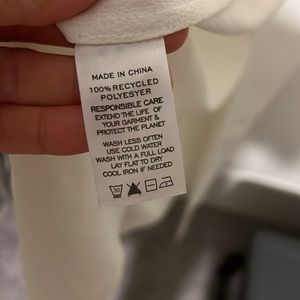 MADE IN CHINA
100% RECYCLED
POLYESYER
RESPONSIBLE CARE
EXTEND THE LIFE OF
YOUR GARMENT &
PROTECT THE PLANET
WASH LESS OFTEN
USE COLD WATER
WASH WITH A FULL LOAD
LAY FLAT TO DRY
COOL IRON IF NEEDED
30